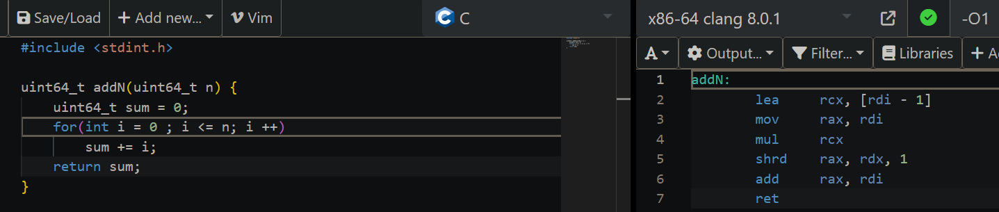 Save/Load + Add new... Vim C
#include <stdint.h>
uint64_t addN(uint64_t n) {
uint64_t sum = 0;
for(int i = 0 ; i <= n; i ++)
sum += i;
return sum;
}
x86-64 clang 8.0.1 -O1
A Output... Filter... Libraries + A
1 addN:
2 lea rcx, [rdi - 1]
3 mov rax, rdi
4 mul rcx
5 shrd rax, rdx, 1
6 add rax, rdi
7 ret